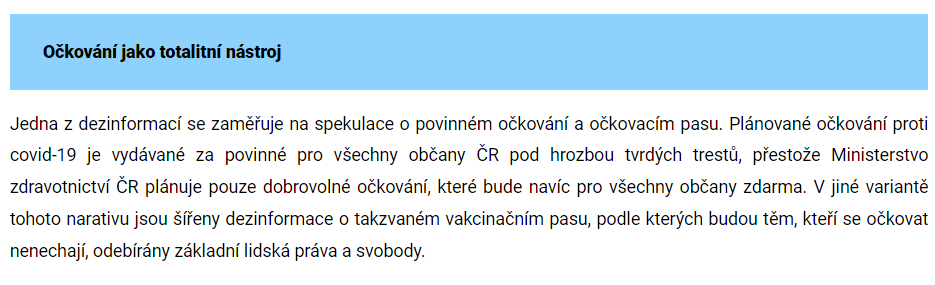 Očkování jako totalitní nástroj
Jedna z dezinformací se zaměřuje na spekulace o povinném očkování a očkovacím pasu. Plánované očkování proti
covid-19 je vydávané za povinné pro všechny občany ČR pod hrozbou tvrdých trestů, přestože Ministerstvo
zdravotnictví ČR plánuje pouze dobrovolné očkování, které bude navíc pro všechny občany zdarma. V jiné variantě
tohoto narativu jsou šířeny dezinformace o takzvaném vakcinačním pasu, podle kterých budou těm, kteří se očkovat
nenechají, odebírány základní lidská práva a svobody.